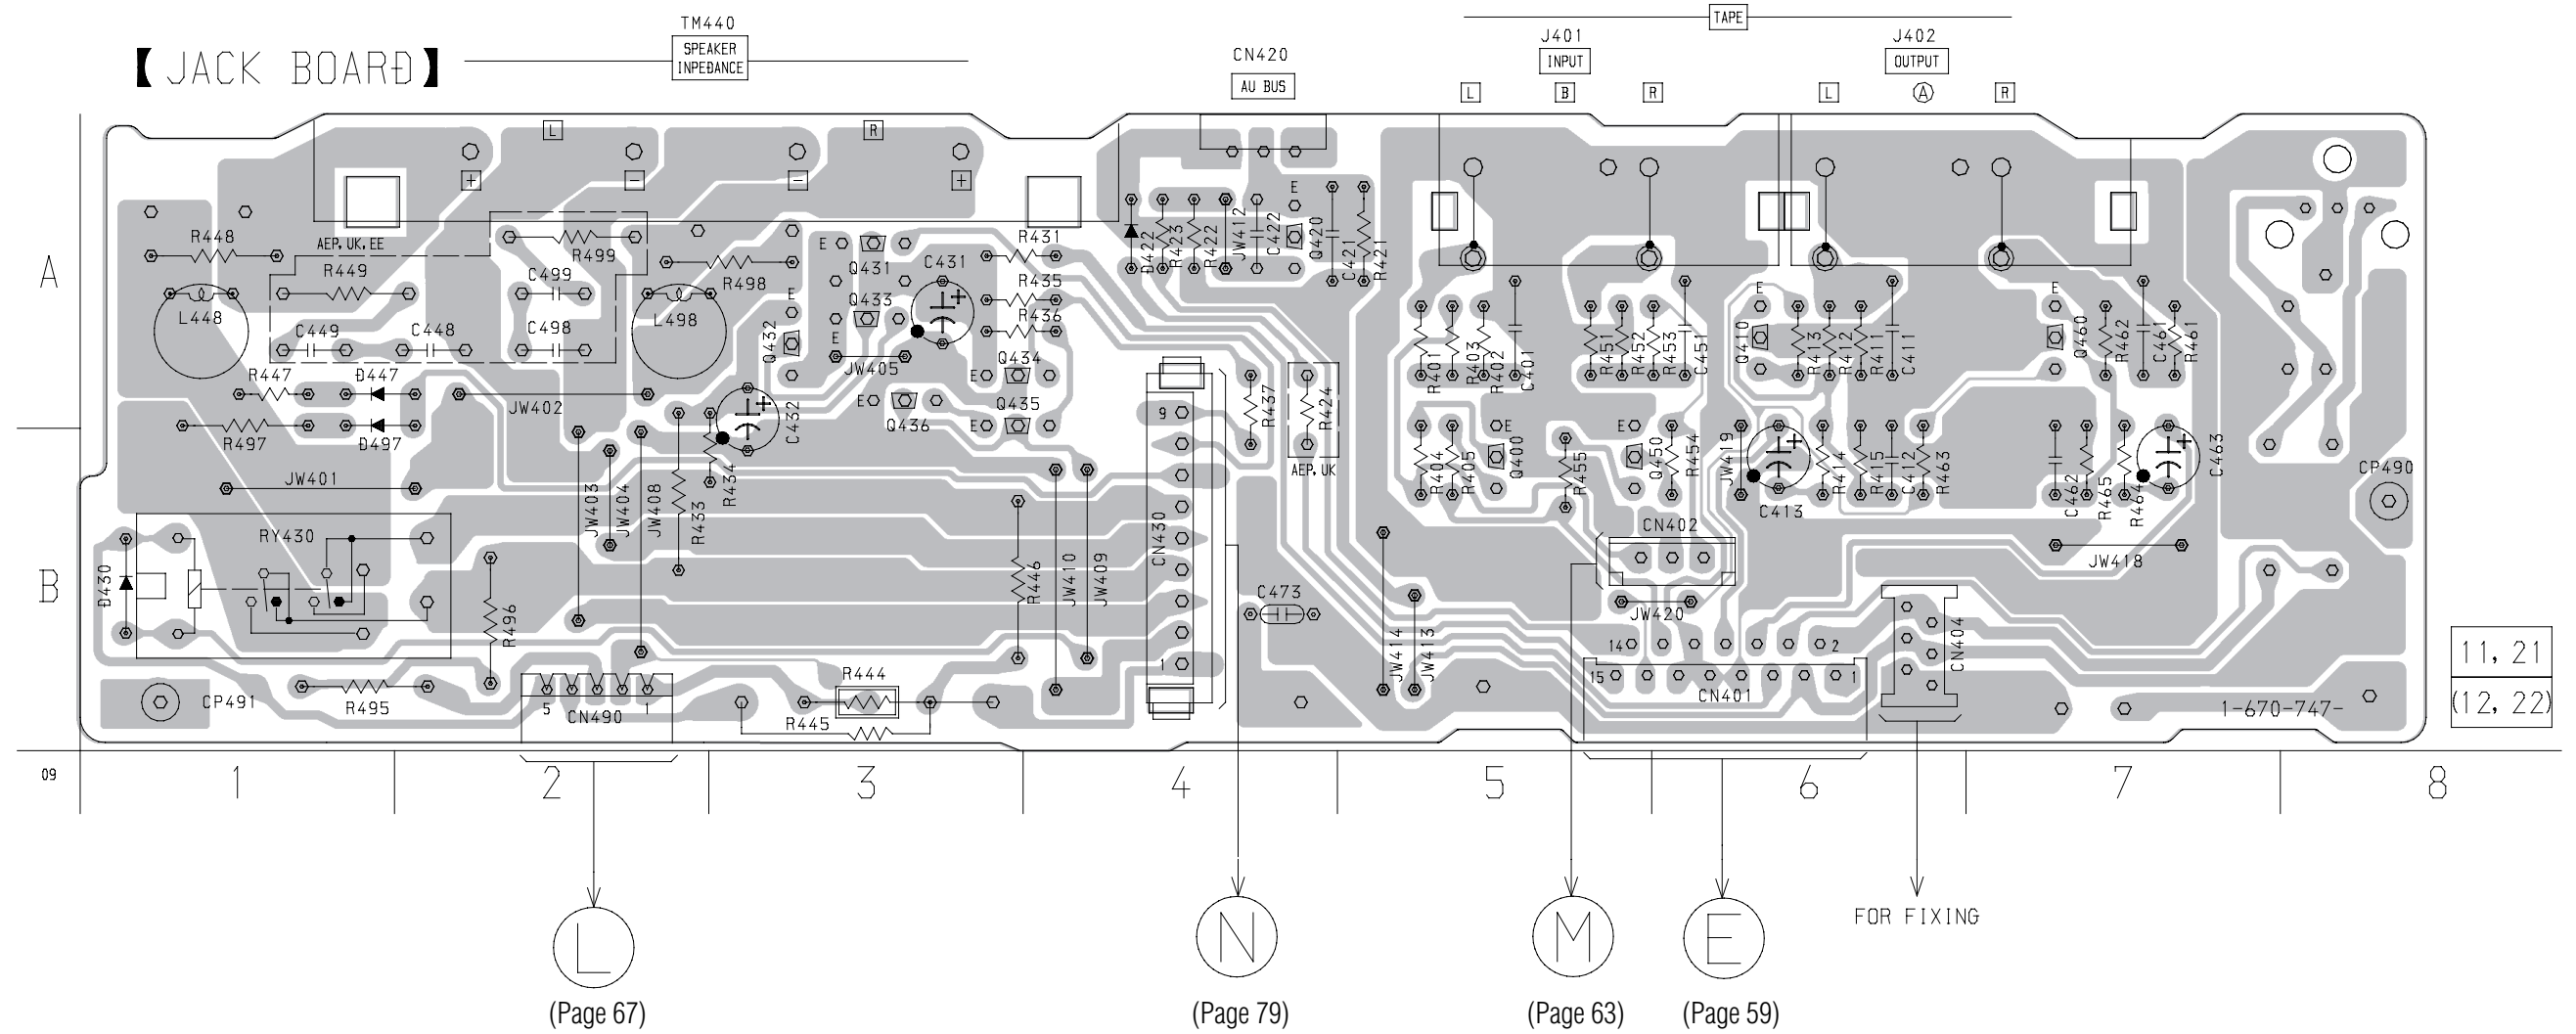 【 JACK BOARD】
TM440
SPEAKER
INPEDANCE
CN420
AU BUS
TAPE
J401
INPUT
J402
OUTPUT
L B R L A R
L R
+ - - +
A
R448
AEP,UK,EE
R449
R499
C499
L448
C449
C448
C498
L498
R498
R447
D447
JW402
R497
D497
JW401
E
Q431
C431
+
Q433
E
Q432
E
JW405
R431
R435
R436
Q434
E
Q435
E
E
Q436
C432
+
D422
R423
R422
JW412
C422
E
Q420
C421
R421
R437
R424
AEP,UK
R401
R403
R402
C401
R451
R452
R453
C451
E
Q410
R413
R412
R411
C411
E
Q460
R462
C461
R461
B
RY430
D430
JW403
JW404
JW408
R433
R434
R496
R446
JW410
JW409
9
CN430
1
C473
R404
R405
E
Q400
R455
E
Q450
R454
JW419
+
C413
R414
R415
C412
R463
C462
R465
R464
+
C463
CP490
CN402
JW420
JW418
JW414
JW413
14
2
15
1
CN401
CN404
CP491
R495
5
CN490
1
R444
R445
1-670-747-
11, 21
(12, 22)
09
1 2 3 4 5 6 7 8
L
N
M
E
FOR FIXING
(Page 67)
(Page 79)
(Page 63)
(Page 59)